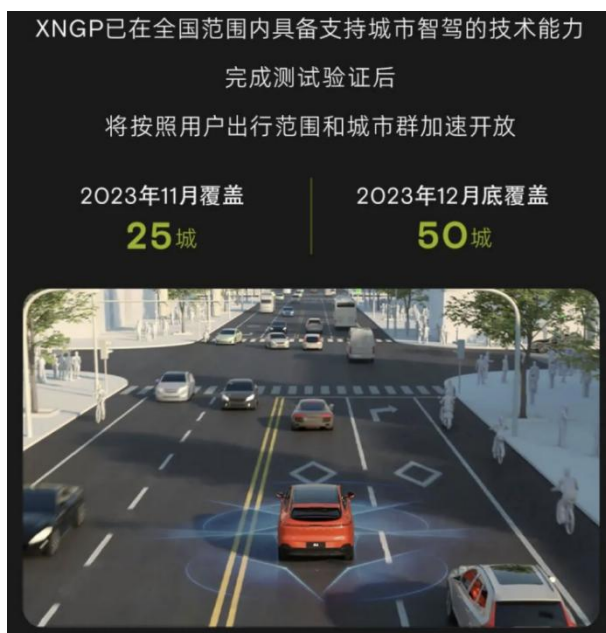 XNGP已在全国范围内具备支持城市智驾的技术能力
完成测试验证后
将按照用户出行范围和城市群加速开放
2023年11月覆盖
25城
2023年12月底覆盖
50城